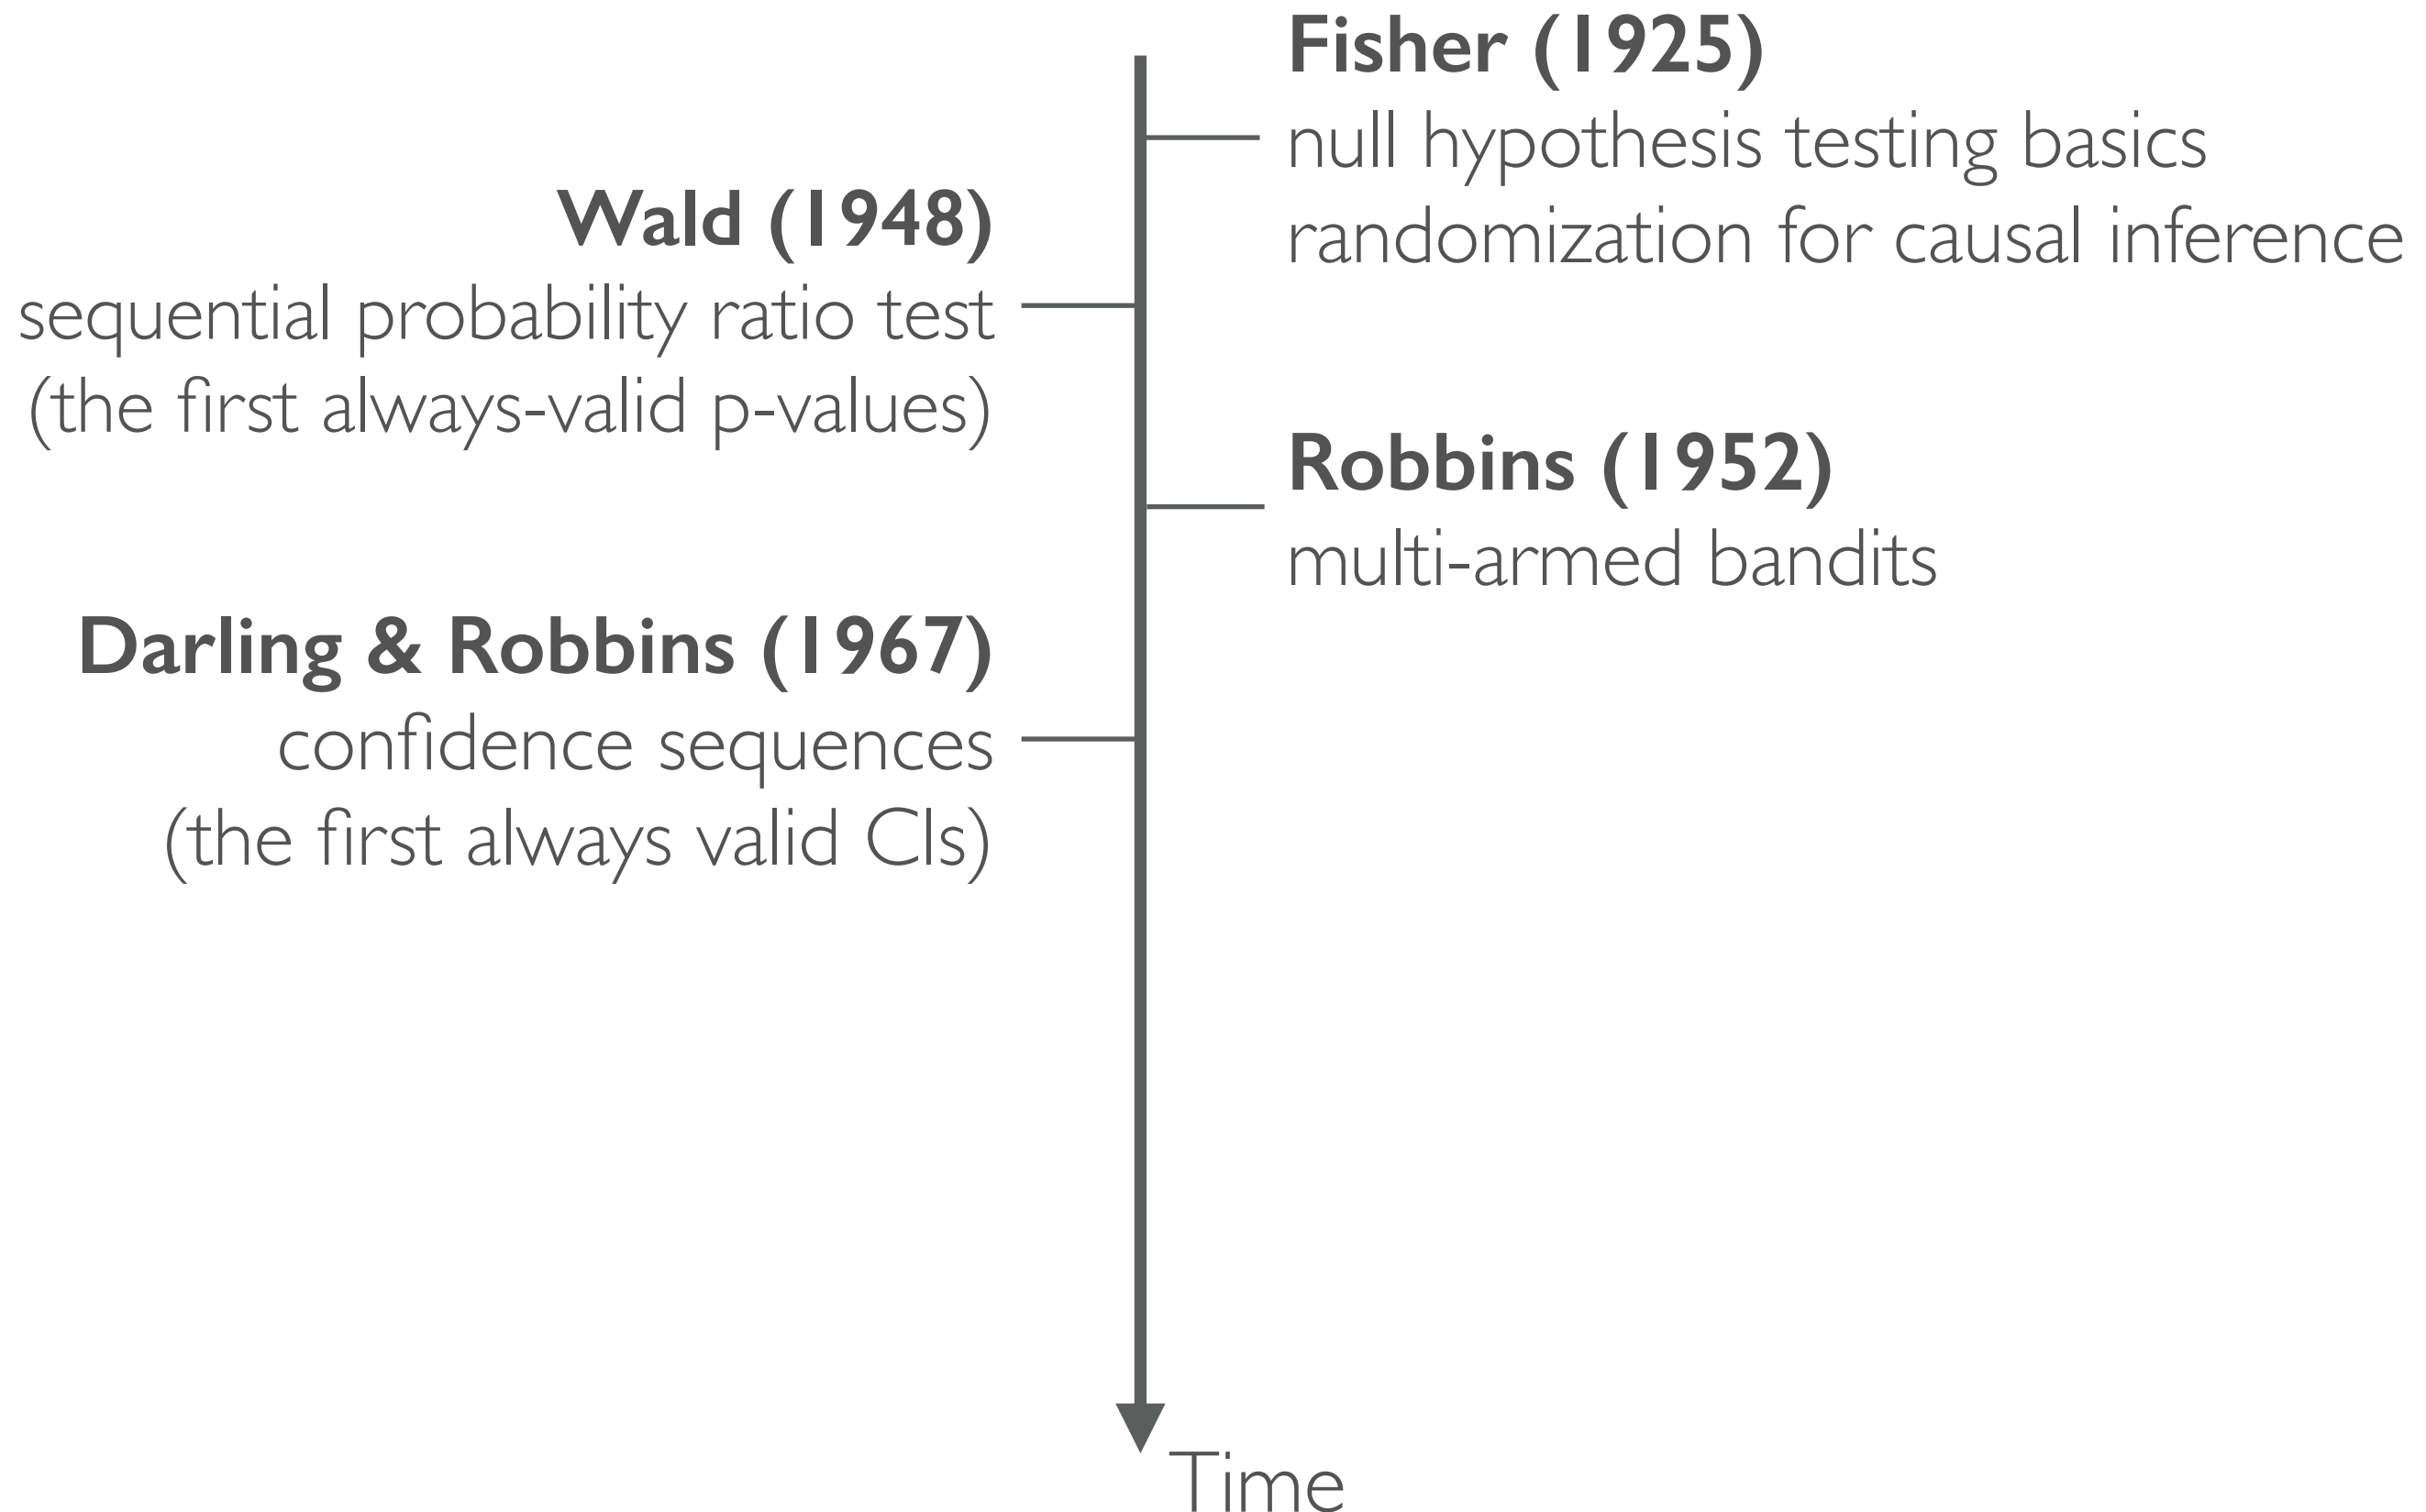 Fisher (1925)
null hypothesis testing basics
randomization for causal inference
Wald (1948)
sequential probability ratio test
(the first always-valid p-values)
Robbins (1952)
multi-armed bandits
Darling & Robbins (1967)
confidence sequences
(the first always valid CIs)
Time